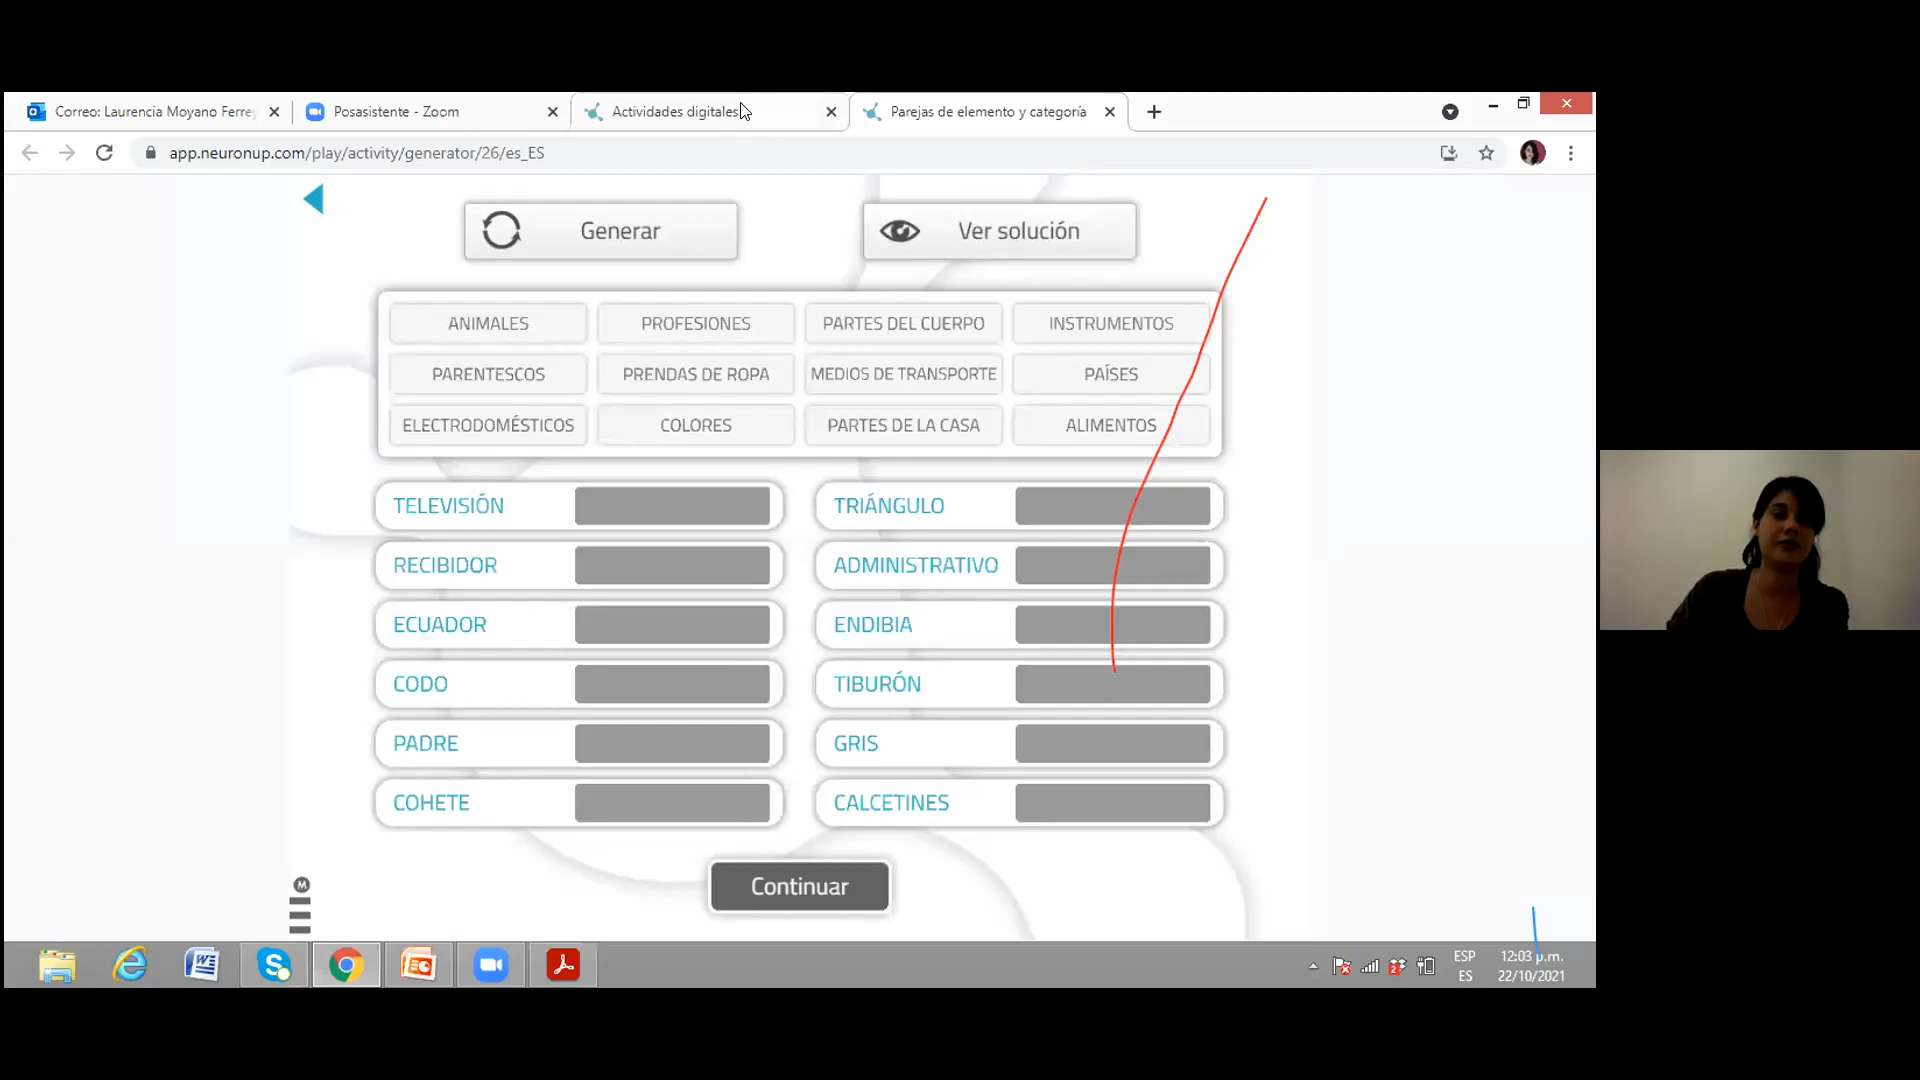 Correo: Laurencia Moyano Ferre
Posasistente - Zoom
Actividades digitales
Parejas de elemento y categoría
app.neuronup.com/play/activity/generator/26/es_ES
Generar
Ver solución
ANIMALES
PROFESIONES
PARTES DEL CUERPO
INSTRUMENTOS
PARENTESCOS
PRENDAS DE ROPA
MEDIOS DE TRANSPORTE
PAÍSES
ELECTRODOMÉSTICOS
COLORES
PARTES DE LA CASA
ALIMENTOS
TELEVISIÓN
TRIÁNGULO
RECIBIDOR
ADMINISTRATIVO
ECUADOR
ENDIBIA
CODO
TIBURÓN
PADRE
GRIS
COHETE
CALCETINES
Continuar
M
ESP
ES
12:03 p.m.
22/10/2021